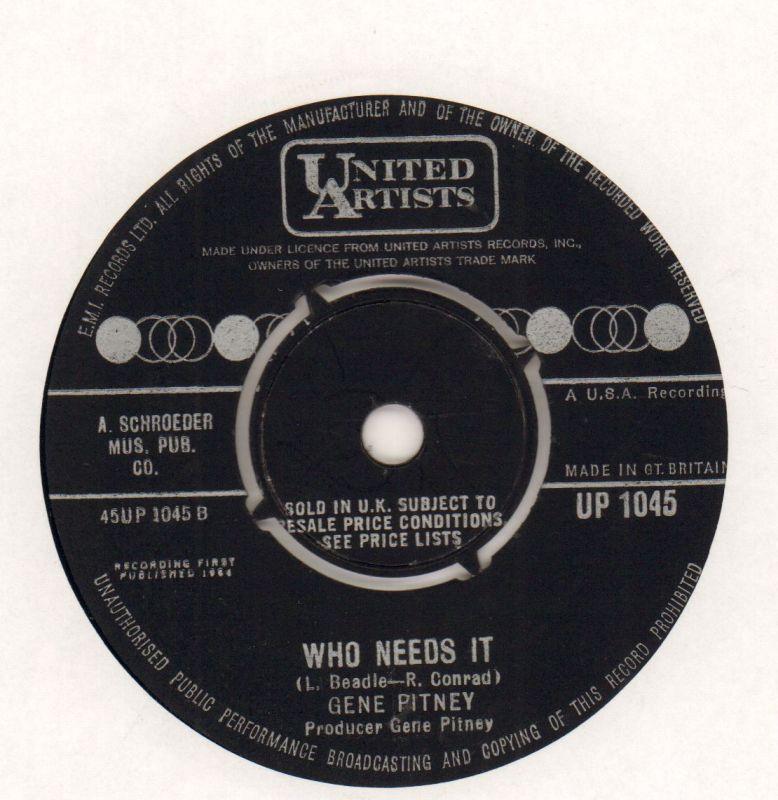 E.M.I. RECORDS LTD. ALL RIGHTS OF THE MANUFACTURER AND OF THE OWNER OF THE RECORDED WORK RESERVED
UNITED
ARTISTS
MADE UNDER LICENCE FROM UNITED ARTISTS RECORDS, INC.,
OWNERS OF THE UNITED ARTISTS TRADE MARK
A. SCHROEDER
MUS. PUB.
CO.
A U.S.A. Recording
MADE IN GT. BRITAIN
45UP 1045 B
UP 1045
SOLD IN U.K. SUBJECT TO
RESALE PRICE CONDITIONS,
SEE PRICE LISTS
RECORDING FIRST
PUBLISHED 1964
WHO NEEDS IT
(L. Beadle—R. Conrad)
GENE PITNEY
Producer Gene Pitney
UNAUTHORISED PUBLIC PERFORMANCE BROADCASTING AND COPYING OF THIS RECORD PROHIBITED